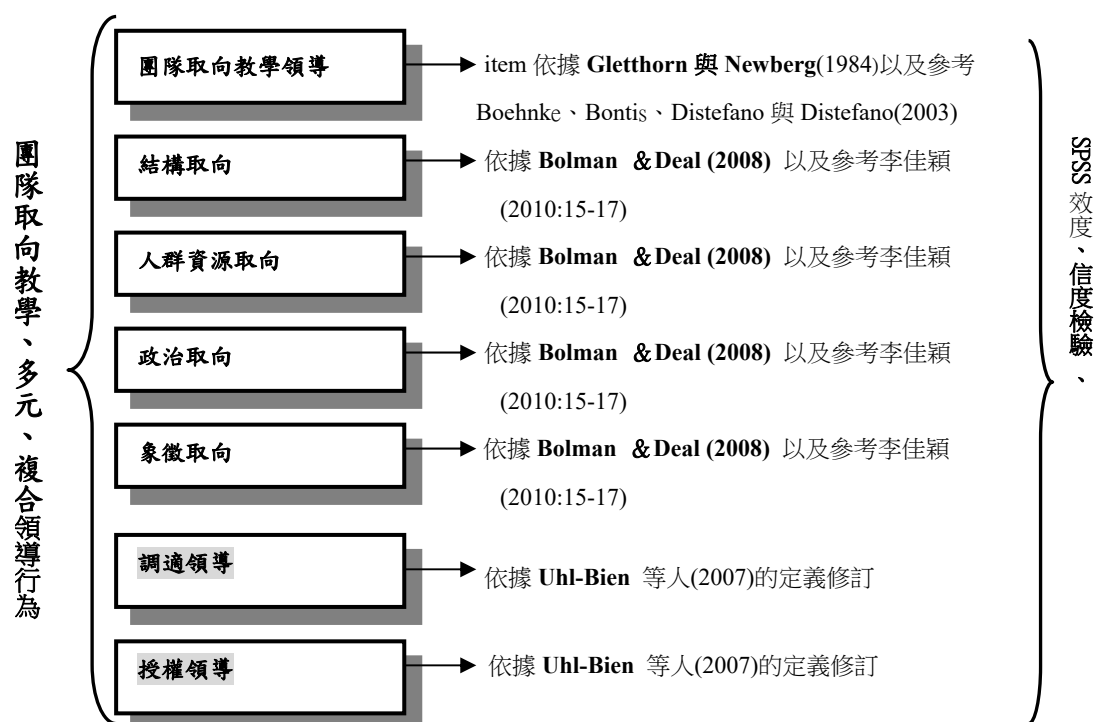 團隊取向教學、多元、複合領導行為
團隊取向教學領導
item 依據 Gletthorn 與 Newberg(1984)以及參考
Boehnke、Bontis、Distefano 與 Distefano(2003)
結構取向
依據 Bolman &Deal (2008) 以及參考李佳穎
(2010:15-17)
人群資源取向
依據 Bolman &Deal (2008) 以及參考李佳穎
(2010:15-17)
政治取向
依據 Bolman &Deal (2008) 以及參考李佳穎
(2010:15-17)
象徵取向
依據 Bolman &Deal (2008) 以及參考李佳穎
(2010:15-17)
調適領導
依據 Uhl-Bien 等人(2007)的定義修訂
授權領導
依據 Uhl-Bien 等人(2007)的定義修訂
SPSS 效度、信度檢驗 、